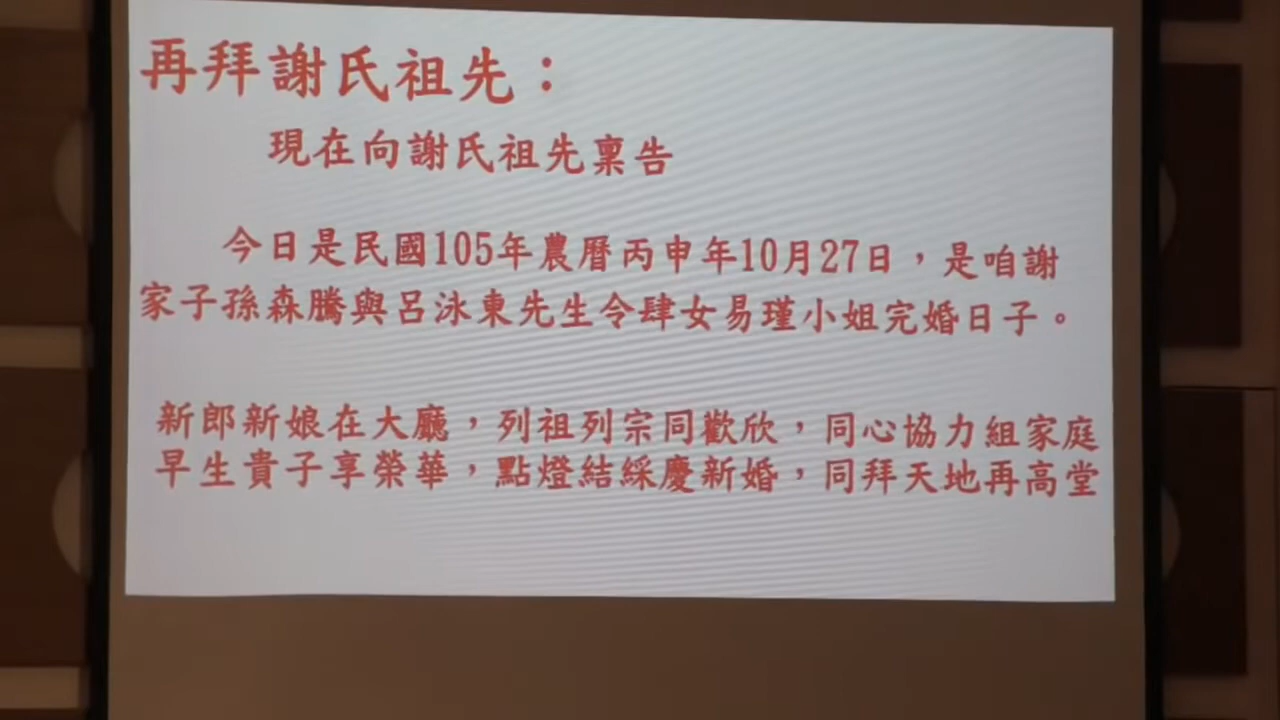 再拜謝氏祖先：
現在向謝氏祖先稟告
今日是民國105年農曆丙申年10月27日，是咱謝
家子孫森騰與呂泳東先生令肆女易瑾小姐完婚日子。
新郎新娘在大廳，列祖列宗同歡欣，同心協力組家庭
早生貴子享榮華，點燈結綵慶新婚，同拜天地再高堂